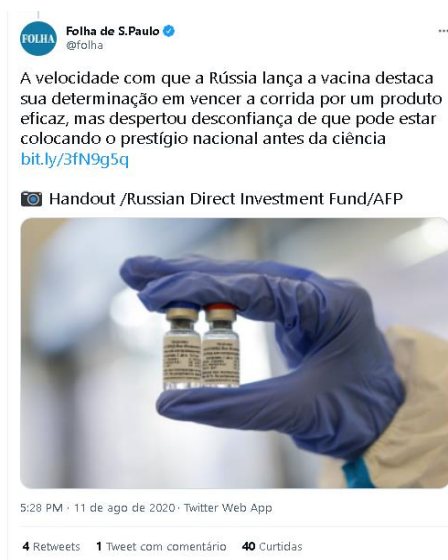 FOLHA
Folha de S.Paulo
@folha
A velocidade com que a Rússia lança a vacina destaca
sua determinação em vencer a corrida por um produto
eficaz, mas despertou desconfiança de que pode estar
colocando o prestígio nacional antes da ciência
bit.ly/3fN9g5q
Handout /Russian Direct Investment Fund/AFP
5:28 PM · 11 de ago de 2020 · Twitter Web App
4 Retweets 1 Tweet com comentário 40 Curtidas